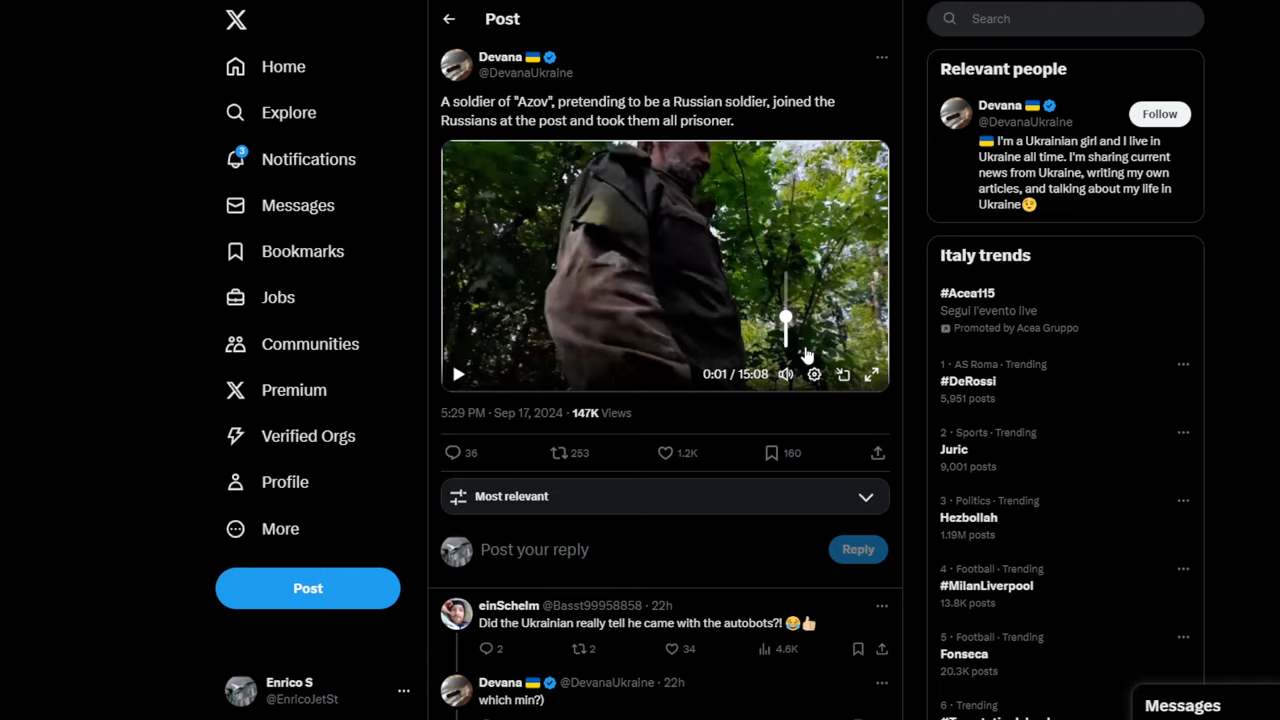 Home
Explore
3
Notifications
Messages
Bookmarks
Jobs
Communities
Premium
Verified Orgs
Profile
More
Post
Enrico S
@EnricoJetSt
Post
Devana 🇺🇦
@DevanaUkraine
A soldier of "Azov", pretending to be a Russian soldier, joined the
Russians at the post and took them all prisoner.
0:01 / 15:08
5:29 PM · Sep 17, 2024 · 147K Views
36 253 1.2K 160
Most relevant
Post your reply
Reply
einSchelm @Basst99958858 · 22h
Did the Ukrainian really tell he came with the autobots?! 😂👍🏻
2 2 34 4.6K
Devana 🇺🇦 @DevanaUkraine · 22h
which min?)
Search
Relevant people
Devana 🇺🇦
@DevanaUkraine
Follow
🇺🇦 I'm a Ukrainian girl and I live in
Ukraine all time. I'm sharing current
news from Ukraine, writing my own
articles, and talking about my life in
Ukraine😉
Italy trends
#Acea115
Segui l'evento live
Promoted by Acea Gruppo
1 · AS Roma · Trending
#DeRossi
5,951 posts
2 · Sports · Trending
Juric
9,001 posts
3 · Politics · Trending
Hezbollah
1.19M posts
4 · Football · Trending
#MilanLiverpool
13.8K posts
5 · Football · Trending
Fonseca
20.3K posts
6 · Trending
Messages